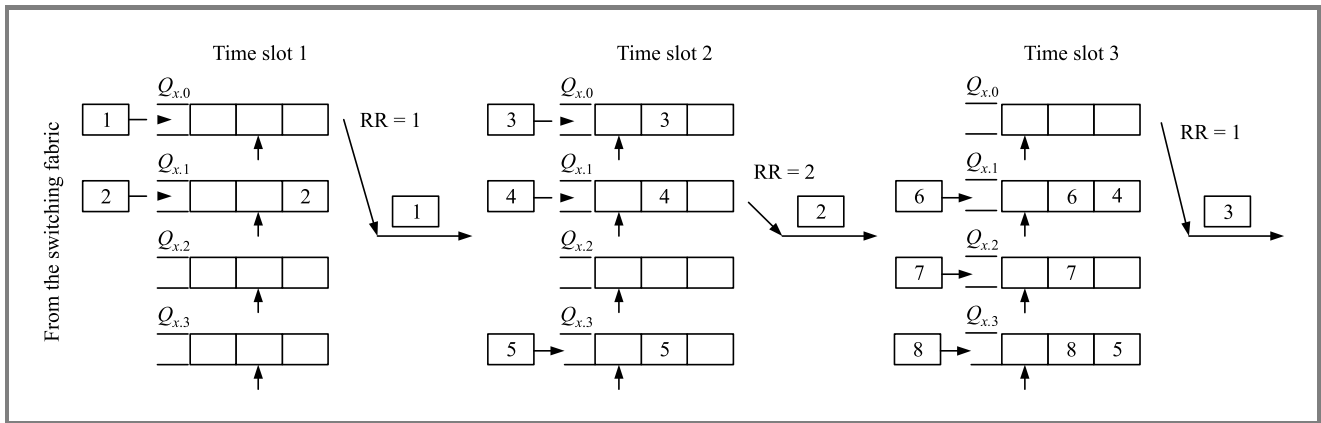 Time slot 1
Time slot 2
Time slot 3
From the switching fabric
Qx.0
1
RR = 1
Qx.1
2
2
1
Qx.2
Qx.3
Qx.0
3
3
RR = 2
Qx.1
4
4
2
Qx.2
Qx.3
5
5
Qx.0
RR = 1
Qx.1
6
6 4
3
Qx.2
7
7
Qx.3
8
8 5